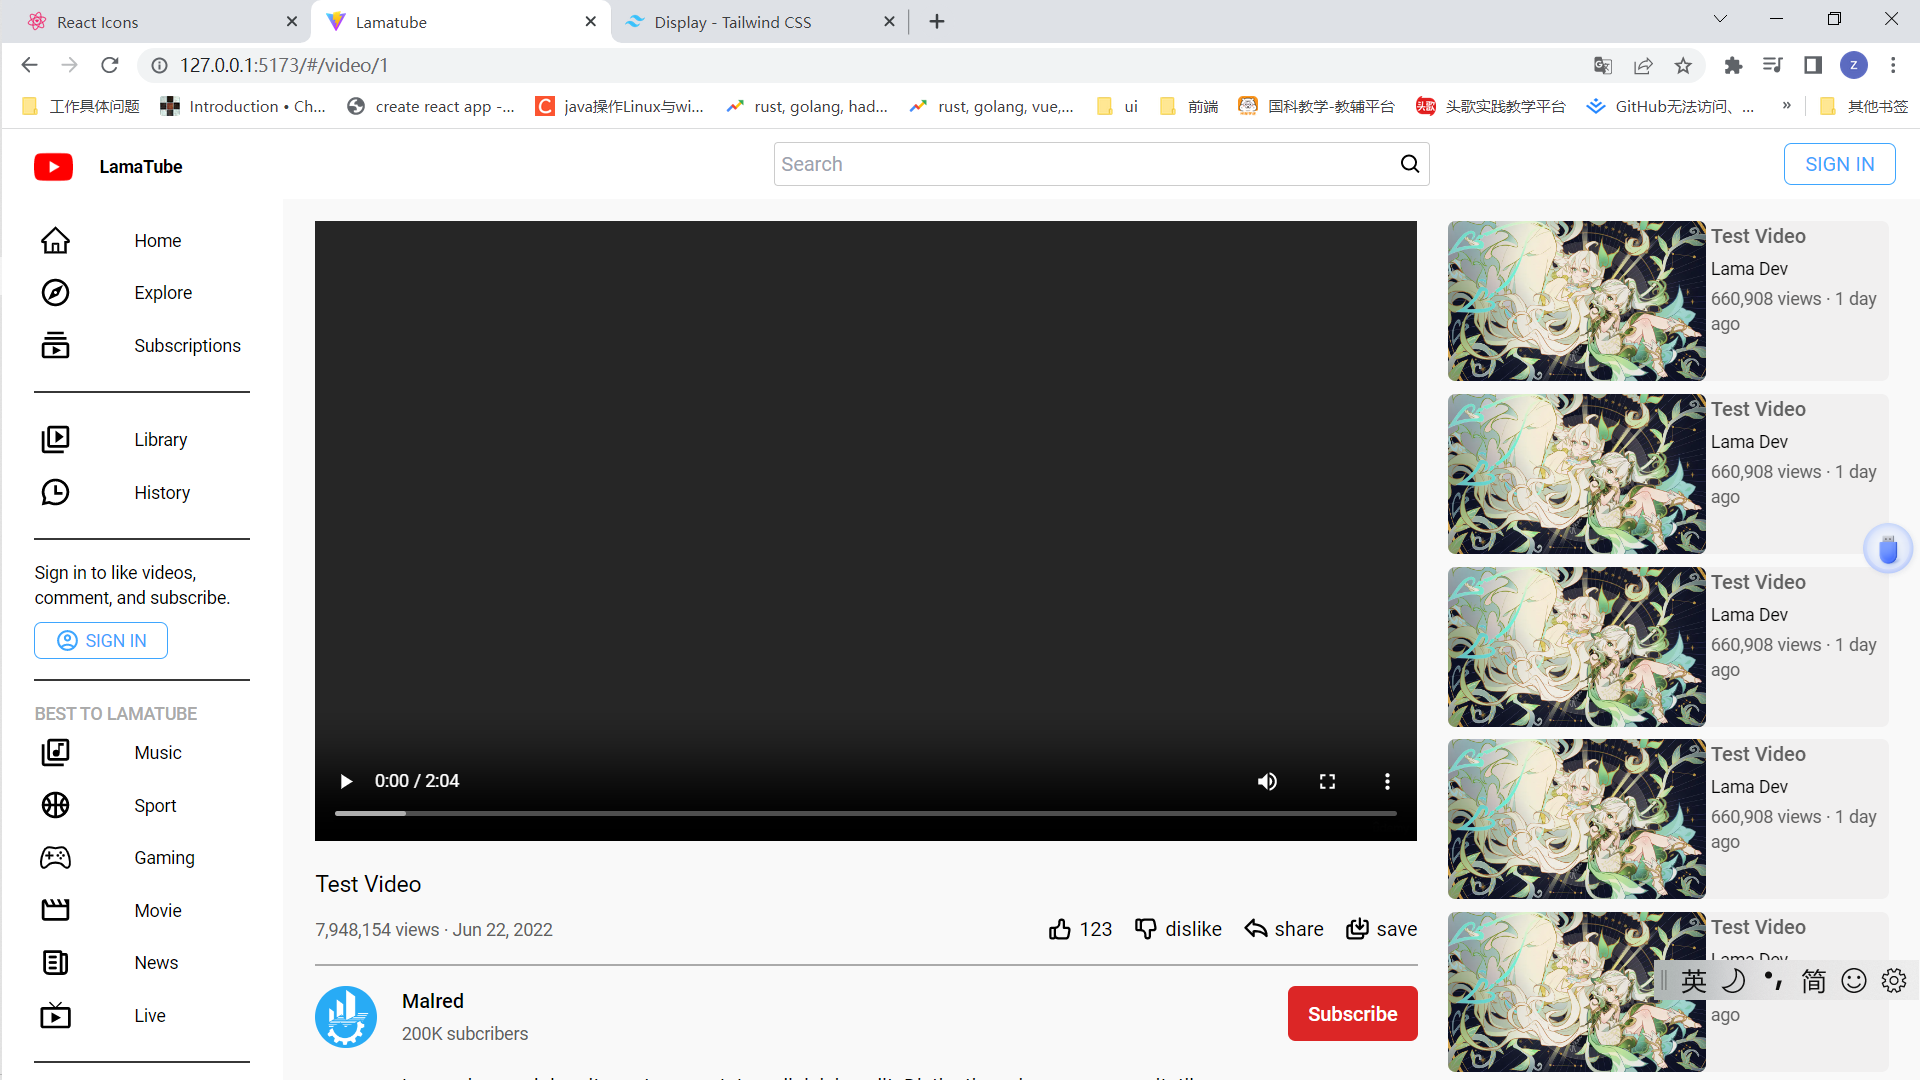 React Icons
Lamatube
Display - Tailwind CSS
127.0.0.1:5173/#/video/1
Z
工作具体问题
Introduction • Ch...
create react app -...
C
java操作Linux与wi...
rust, golang, had...
rust, golang, vue,...
ui
前端
国科教学-教辅平台
头歌
头歌实践教学平台
GitHub无法访问、...
»
其他书签
LamaTube
Search
SIGN IN
Home
Explore
Subscriptions
Library
History
Sign in to like videos,
comment, and subscribe.
SIGN IN
BEST TO LAMATUBE
Music
Sport
Gaming
Movie
News
Live
0:00 / 2:04
Test Video
7,948,154 views · Jun 22, 2022
123
dislike
share
save
Malred
200K subcribers
Subscribe
Test Video
Lama Dev
660,908 views · 1 day
ago
Test Video
Lama Dev
660,908 views · 1 day
ago
Test Video
Lama Dev
660,908 views · 1 day
ago
Test Video
Lama Dev
660,908 views · 1 day
ago
Test Video
Lama Dev
ago
英
简